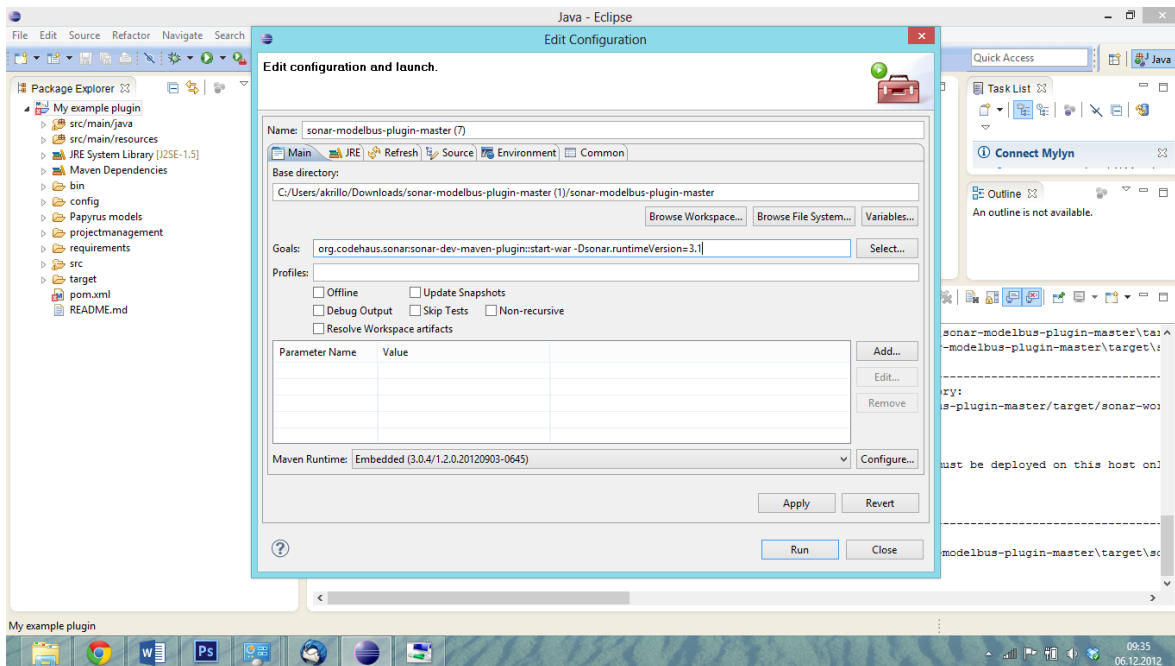 Java - Eclipse
File Edit Source Refactor Navigate Search
Edit Configuration
Quick Access
Java
Edit configuration and launch.
Package Explorer
My example plugin
src/main/java
src/main/resources
JRE System Library [J2SE-1.5]
Maven Dependencies
bin
config
Papyrus models
projectmanagement
requirements
src
target
pom.xml
README.md
Name: sonar-modelbus-plugin-master (7)
Main JRE Refresh Source Environment Common
Base directory:
C:/Users/akrillo/Downloads/sonar-modelbus-plugin-master (1)/sonar-modelbus-plugin-master
Browse Workspace... Browse File System... Variables...
Goals: org.codehaus.sonar:sonar-dev-maven-plugin::start-war -Dsonar.runtimeVersion=3.1 Select...
Profiles:
Offline Update Snapshots
Debug Output Skip Tests Non-recursive
Resolve Workspace artifacts
Parameter Name Value
Add...
Edit...
Remove
Maven Runtime: Embedded (3.0.4/1.2.0.20120903-0645) Configure...
Apply Revert
Run Close
Task List
Connect Mylyn
Outline
An outline is not available.
sonar-modelbus-plugin-master\tar
-modelbus-plugin-master\target\s
ry:
s-plugin-master/target/sonar-wor
ust be deployed on this host onl
modelbus-plugin-master\target\so
My example plugin
Ps
09:35
06.12.2012